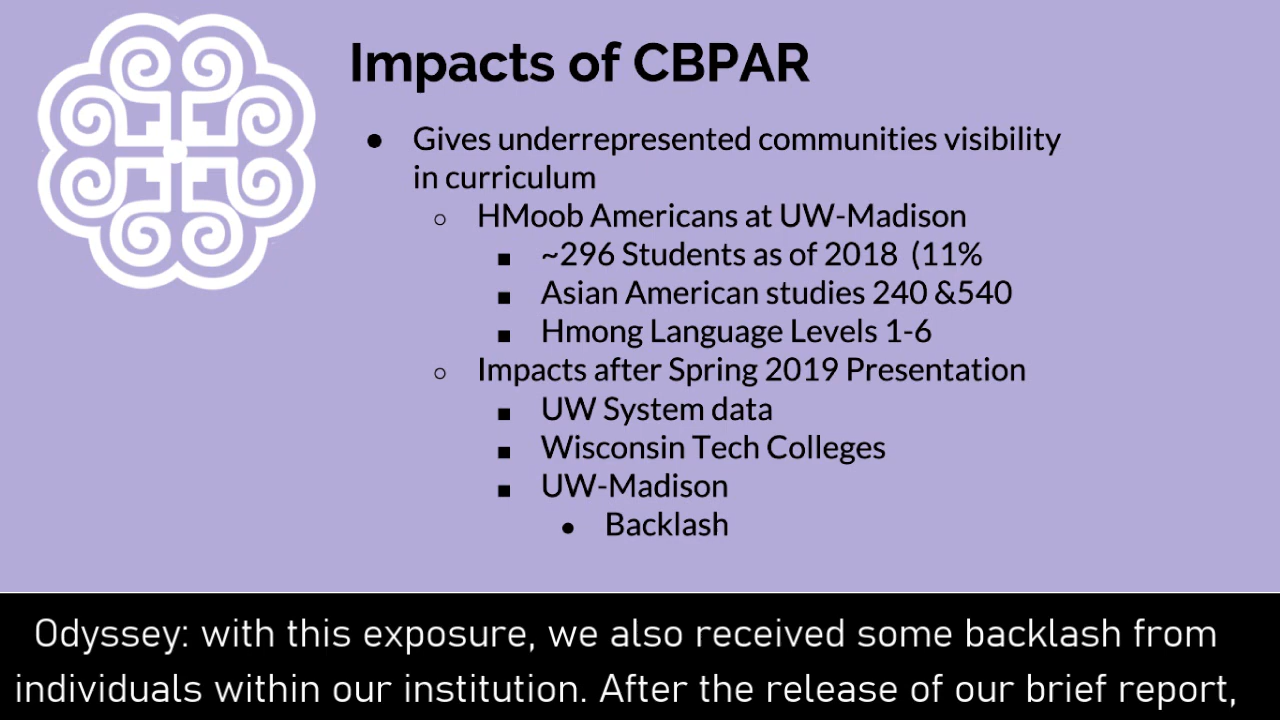 Impacts of CBPAR
● Gives underrepresented communities visibility
in curriculum
○ HMoob Americans at UW-Madison
■ ~296 Students as of 2018 (11%
■ Asian American studies 240 &540
■ Hmong Language Levels 1-6
○ Impacts after Spring 2019 Presentation
■ UW System data
■ Wisconsin Tech Colleges
■ UW-Madison
● Backlash
Odyssey: with this exposure, we also received some backlash from
individuals within our institution. After the release of our brief report,